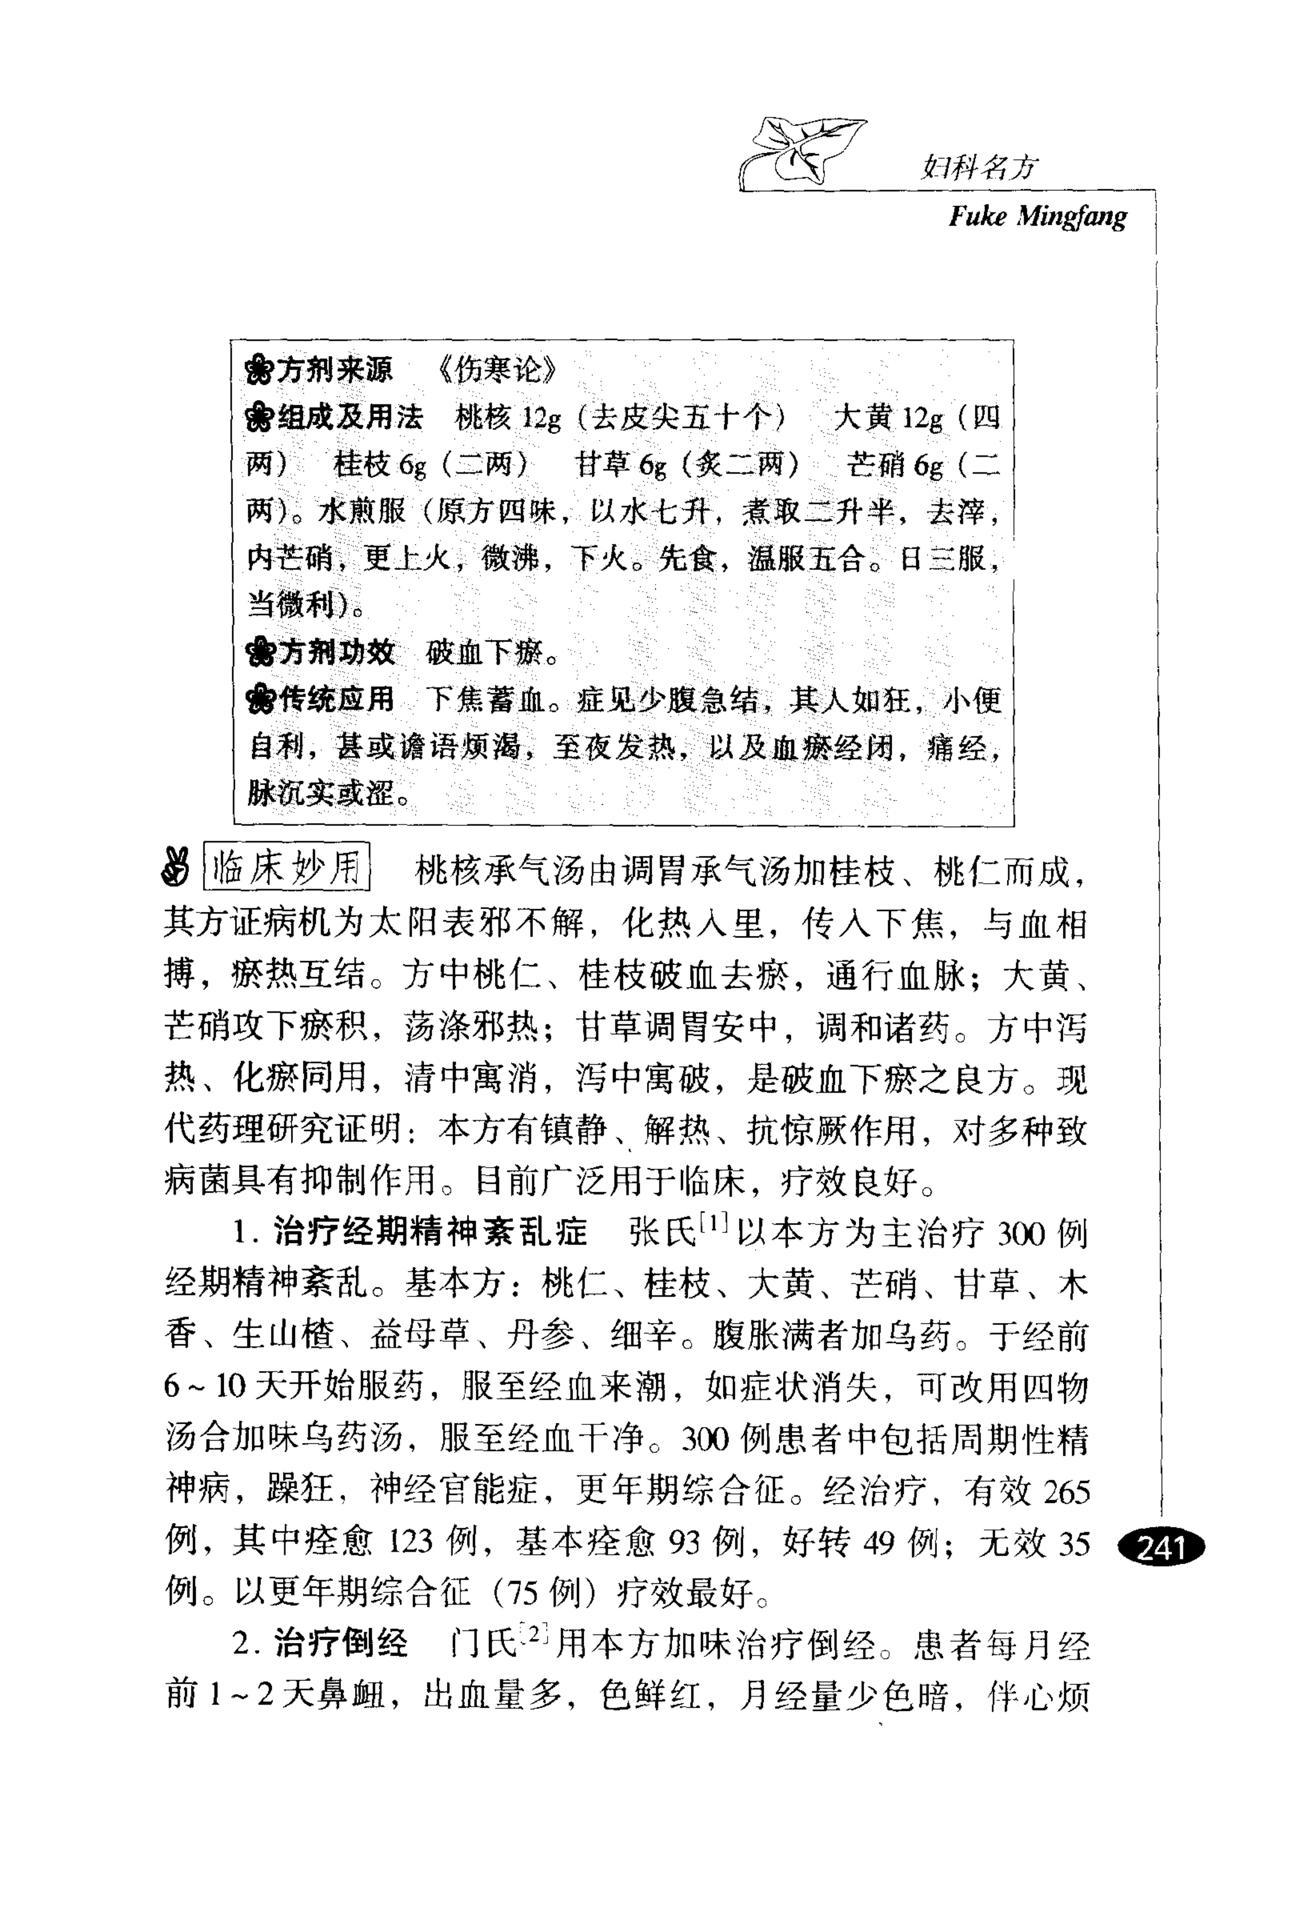 妇科名方
Fuke Mingfang
方剂来源 《伤寒论》
组成及用法 桃核12g（去皮尖五十个） 大黄12g（四
两） 桂枝6g（二两） 甘草6g（炙二两） 芒硝6g（二
两）。水煎服（原方四味，以水七升，煮取二升半，去滓，
内芒硝，更上火，微沸，下火。先食，温服五合。日三服，
当微利）。
方剂功效 破血下瘀。
传统应用 下焦蓄血。症见少腹急结，其人如狂，小便
自利，甚或谵语烦渴，至夜发热，以及血瘀经闭，痛经，
脉沉实或涩。
临床妙用 桃核承气汤由调胃承气汤加桂枝、桃仁而成，
其方证病机为太阳表邪不解，化热入里，传入下焦，与血相
搏，瘀热互结。方中桃仁、桂枝破血去瘀，通行血脉；大黄、
芒硝攻下瘀积，荡涤邪热；甘草调胃安中，调和诸药。方中泻
热、化瘀同用，清中寓消，泻中寓破，是破血下瘀之良方。现
代药理研究证明：本方有镇静、解热、抗惊厥作用，对多种致
病菌具有抑制作用。目前广泛用于临床，疗效良好。
1. 治疗经期精神紊乱症 张氏[1]以本方为主治疗 300 例
经期精神紊乱。基本方：桃仁、桂枝、大黄、芒硝、甘草、木
香、生山楂、益母草、丹参、细辛。腹胀满者加乌药。于经前
6~10天开始服药，服至经血来潮，如症状消失，可改用四物
汤合加味乌药汤，服至经血干净。300 例患者中包括周期性精
神病，躁狂，神经官能症，更年期综合征。经治疗，有效 265
例，其中痊愈 123 例，基本痊愈 93 例，好转 49 例；无效 35
例。以更年期综合征（75 例）疗效最好。
241
2. 治疗倒经 门氏[2]用本方加味治疗倒经。患者每月经
前1~2天鼻衄，出血量多，色鲜红，月经量少色暗，伴心烦